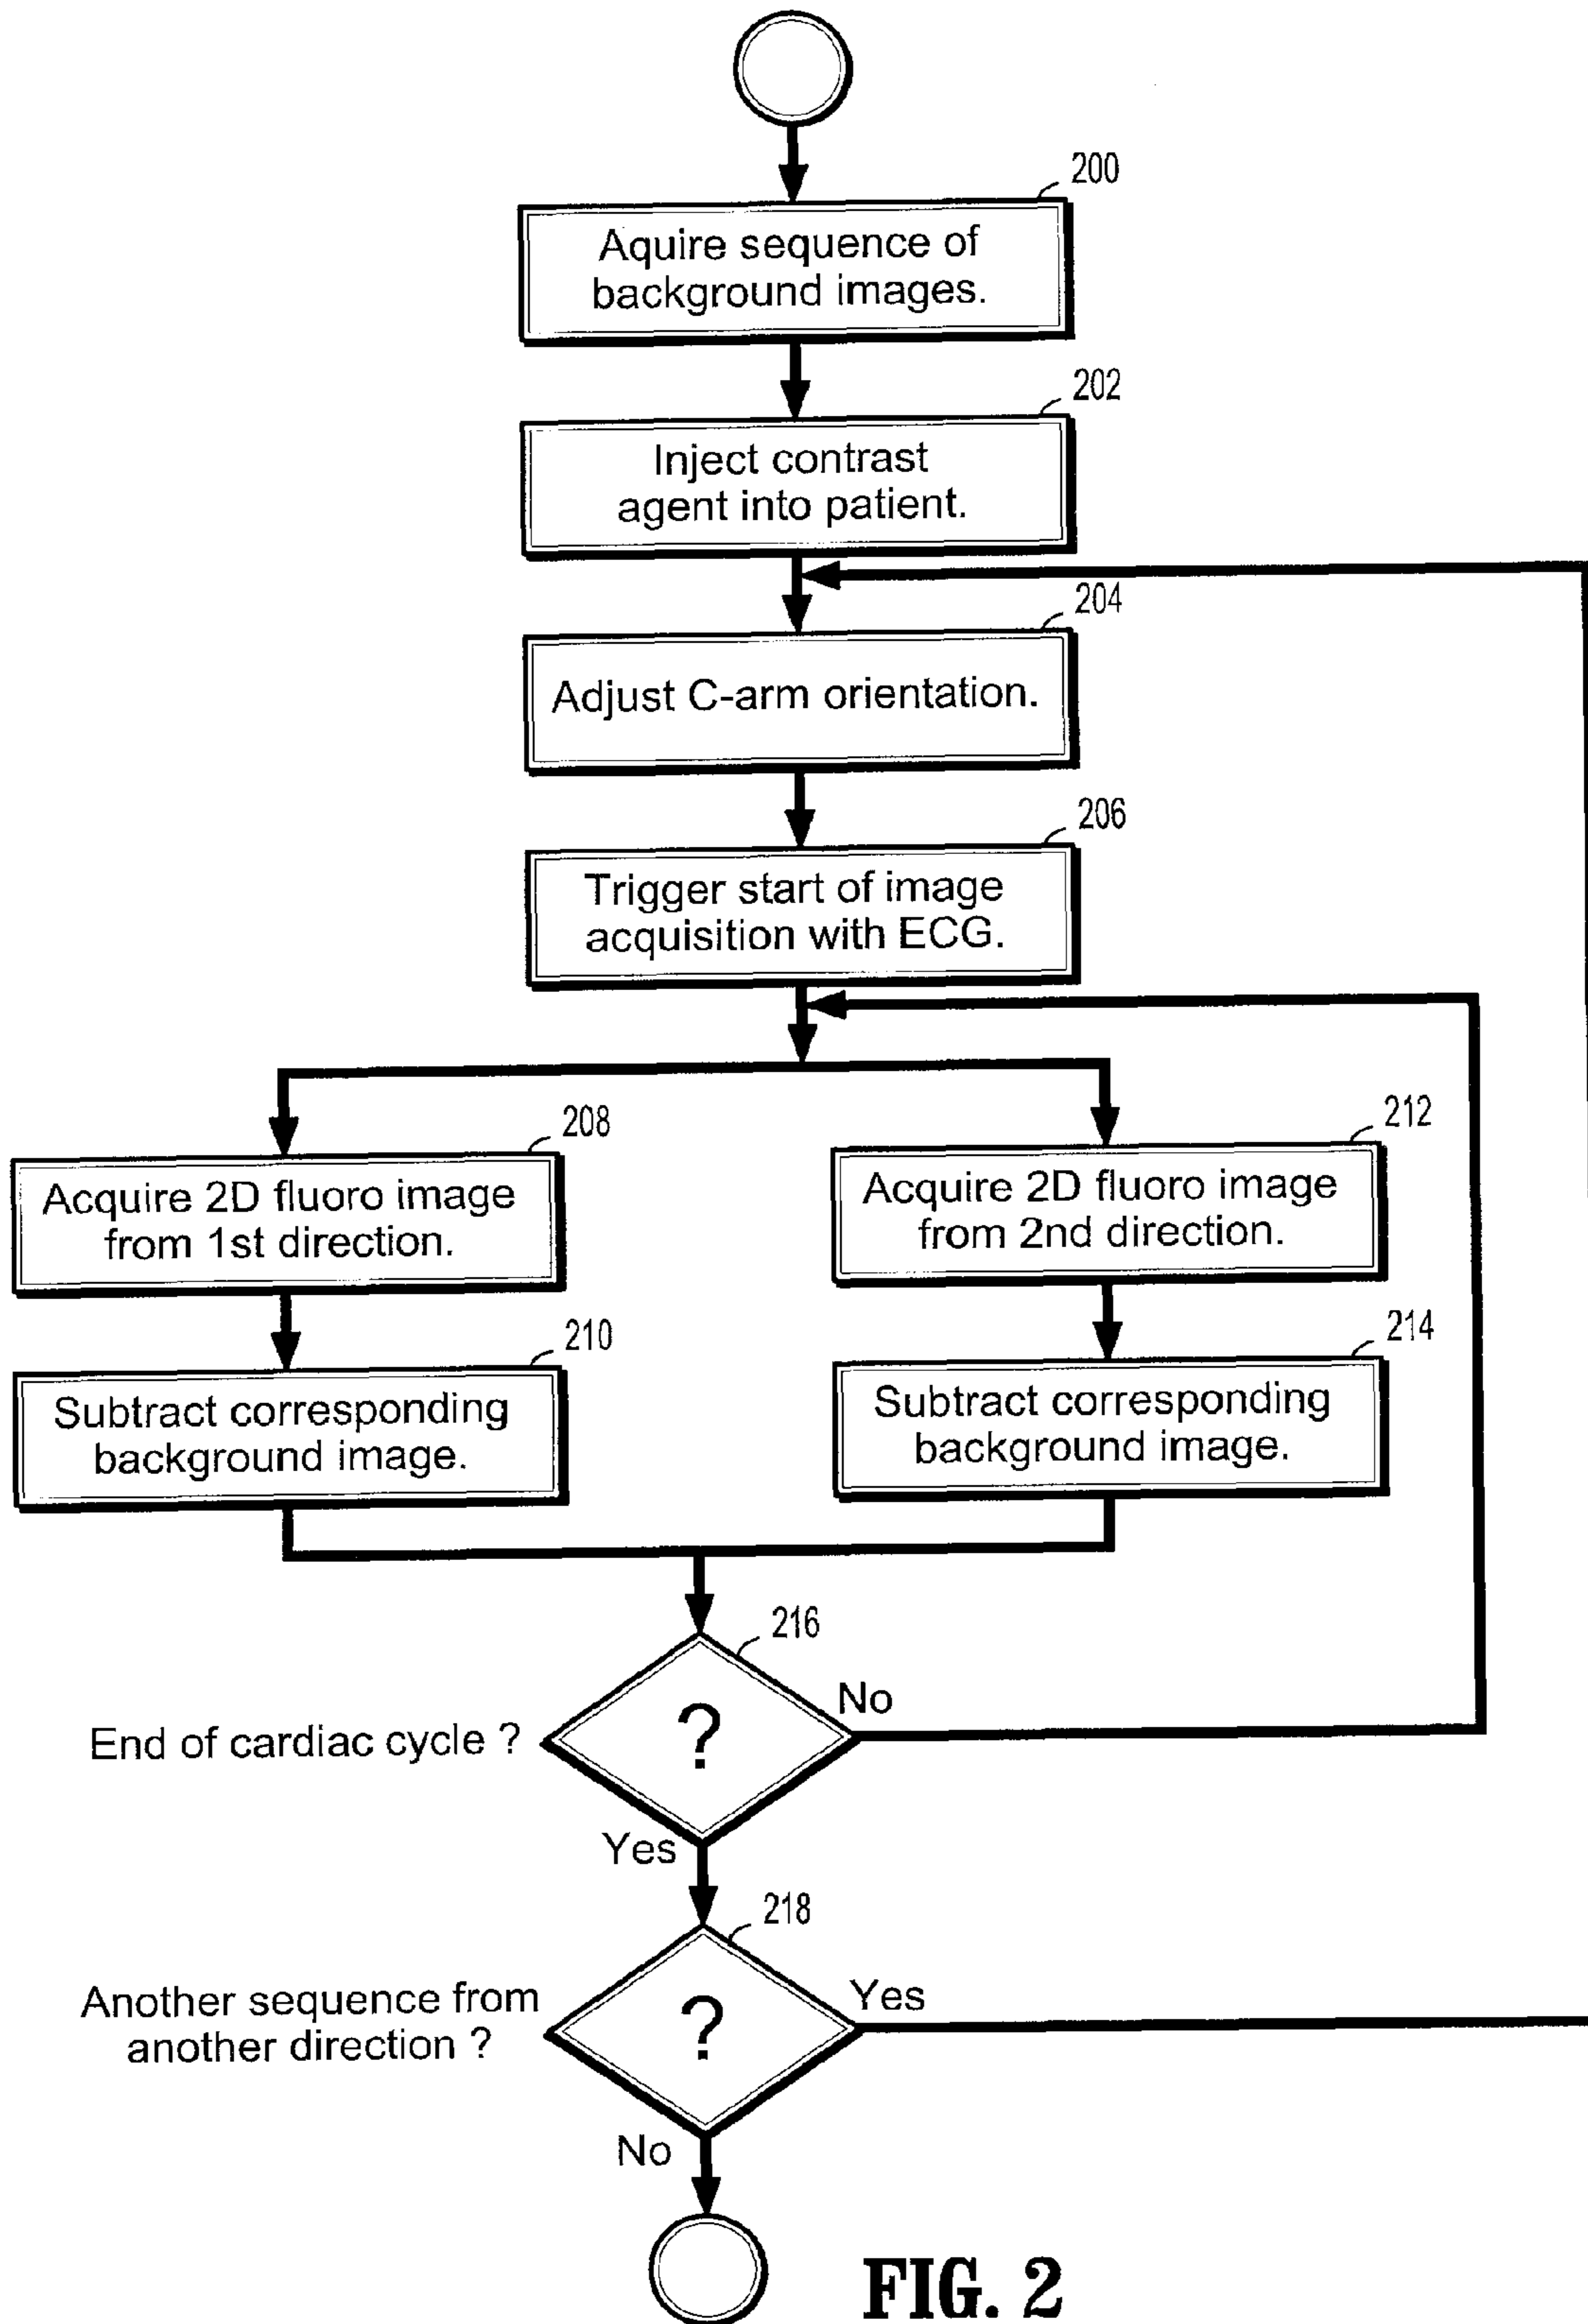 200
Aquire sequence of
background images.
202
Inject contrast
agent into patient.
204
Adjust C-arm orientation.
206
Trigger start of image
acquisition with ECG.
208
Acquire 2D fluoro image
from 1st direction.
212
Acquire 2D fluoro image
from 2nd direction.
210
Subtract corresponding
background image.
214
Subtract corresponding
background image.
216
End of cardiac cycle ?
?
No
Yes
218
Another sequence from
another direction ?
?
Yes
No
FIG. 2